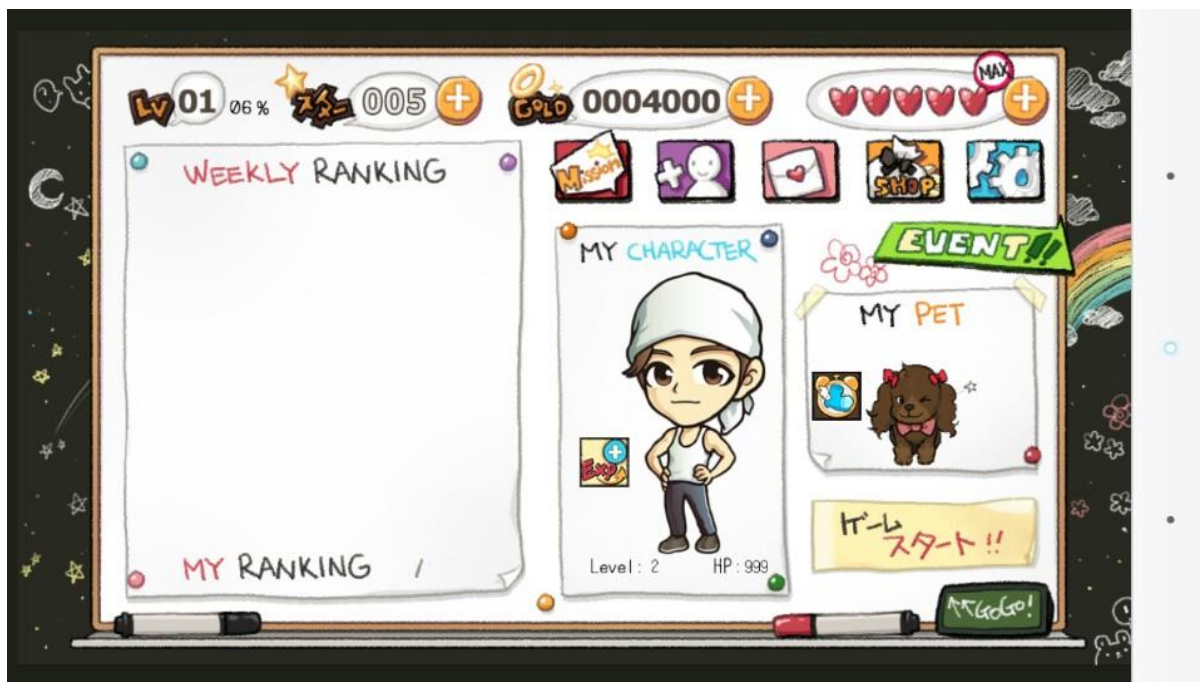 LV 01 06%
スター 005
GOLD 0004000
MAX
WEEKLY RANKING
Mission
SHOP
EVENT!!
MY CHARACTER
MY PET
Exp
Level: 2 HP: 999
ゲーム
スタート!!
MY RANKING /
↖↖GoGo!